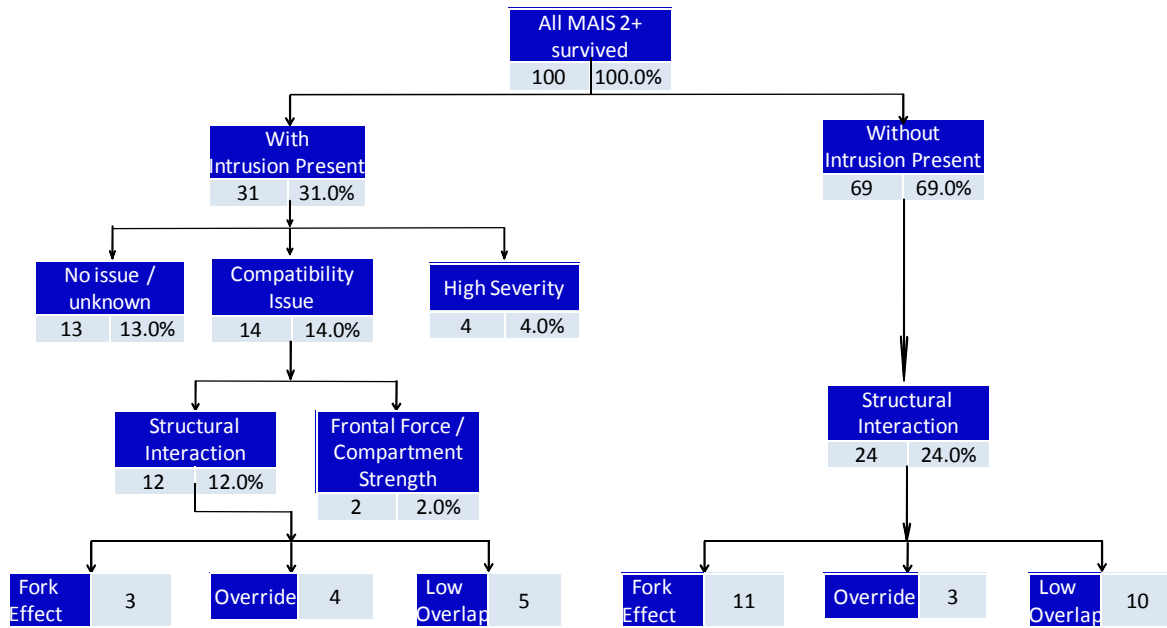 All MAIS 2+
survived
100 100.0%
With
Intrusion Present
31 31.0%
Without
Intrusion Present
69 69.0%
No issue /
unknown
13 13.0%
Compatibility
Issue
14 14.0%
High Severity
4 4.0%
Structural
Interaction
12 12.0%
Frontal Force /
Compartment
Strength
2 2.0%
Structural
Interaction
24 24.0%
Fork
Effect
3
Override
4
Low
Overlap
5
Fork
Effect
11
Override
3
Low
Overlap
10